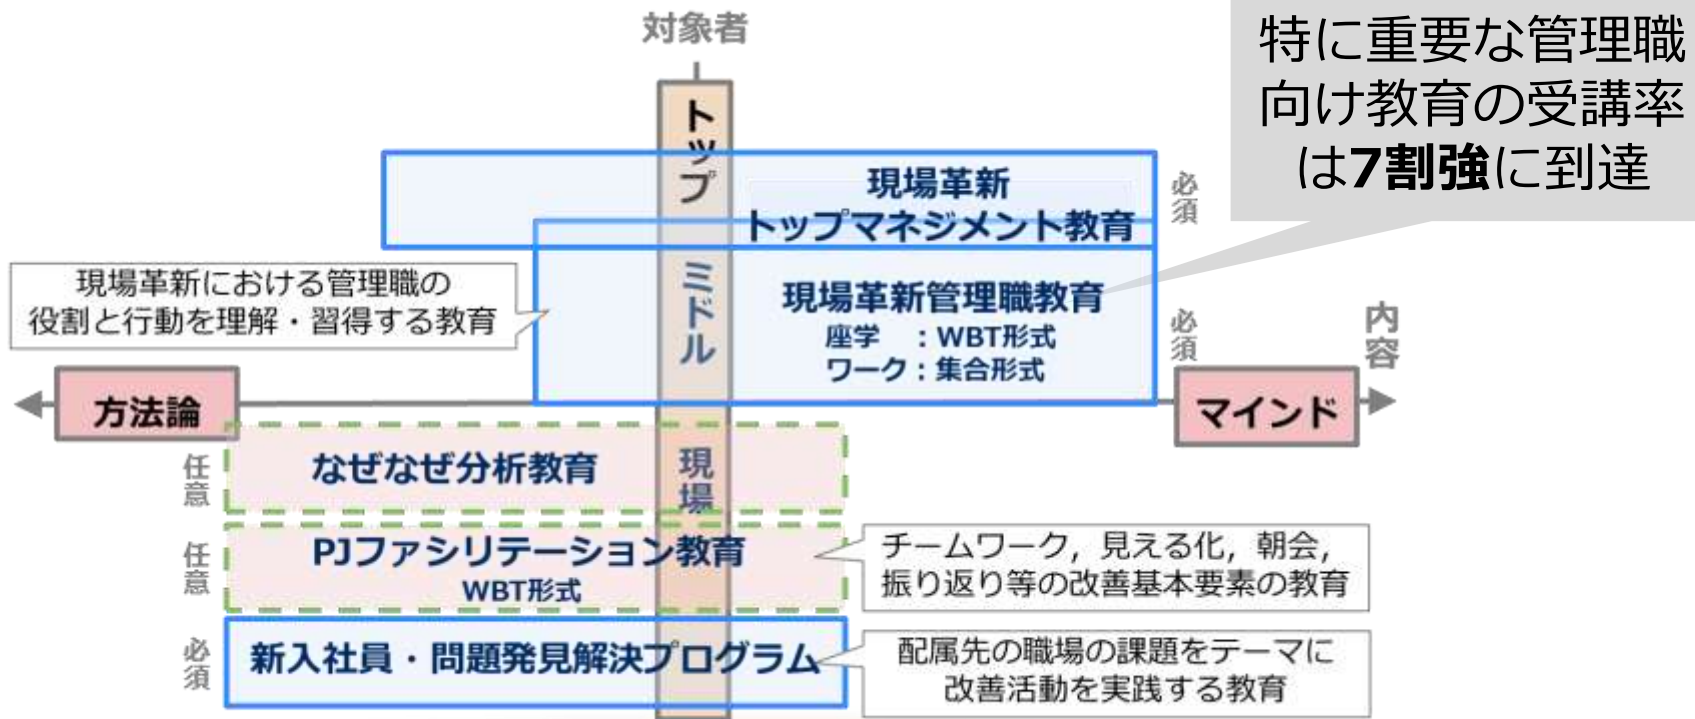 対象者
特に重要な管理職
向け教育の受講率
は7割強に到達
トップ
現場革新
トップマネジメント教育
必須
現場革新における管理職の
役割と行動を理解・習得する教育
ミドル
現場革新管理職教育
座学　：WBT形式
ワーク：集合形式
必須
内容
方法論
マインド
任意
なぜなぜ分析教育
現場
任意
PJファシリテーション教育
WBT形式
チームワーク，見える化，朝会，
振り返り等の改善基本要素の教育
必須
新入社員・問題発見解決プログラム
配属先の職場の課題をテーマに
改善活動を実践する教育